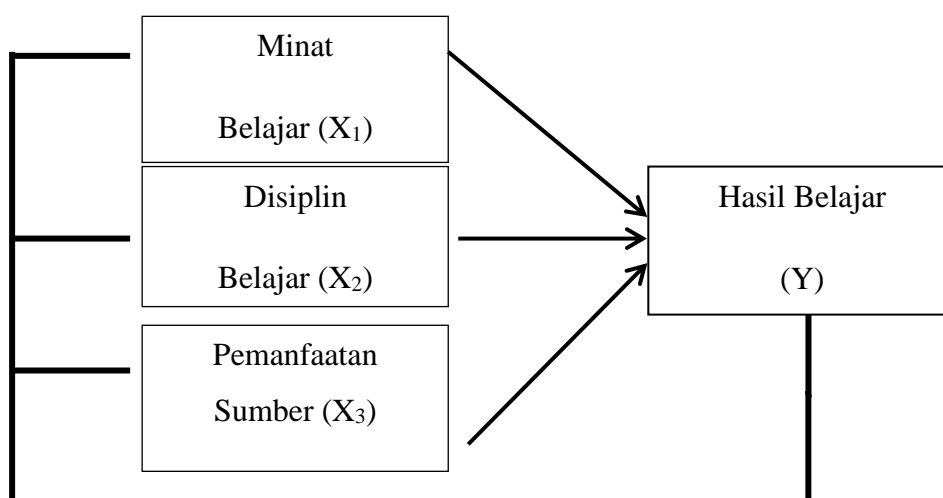 Minat
Belajar (X₁)
Disiplin
Belajar (X₂)
Pemanfaatan
Sumber (X₃)
Hasil Belajar
(Y)